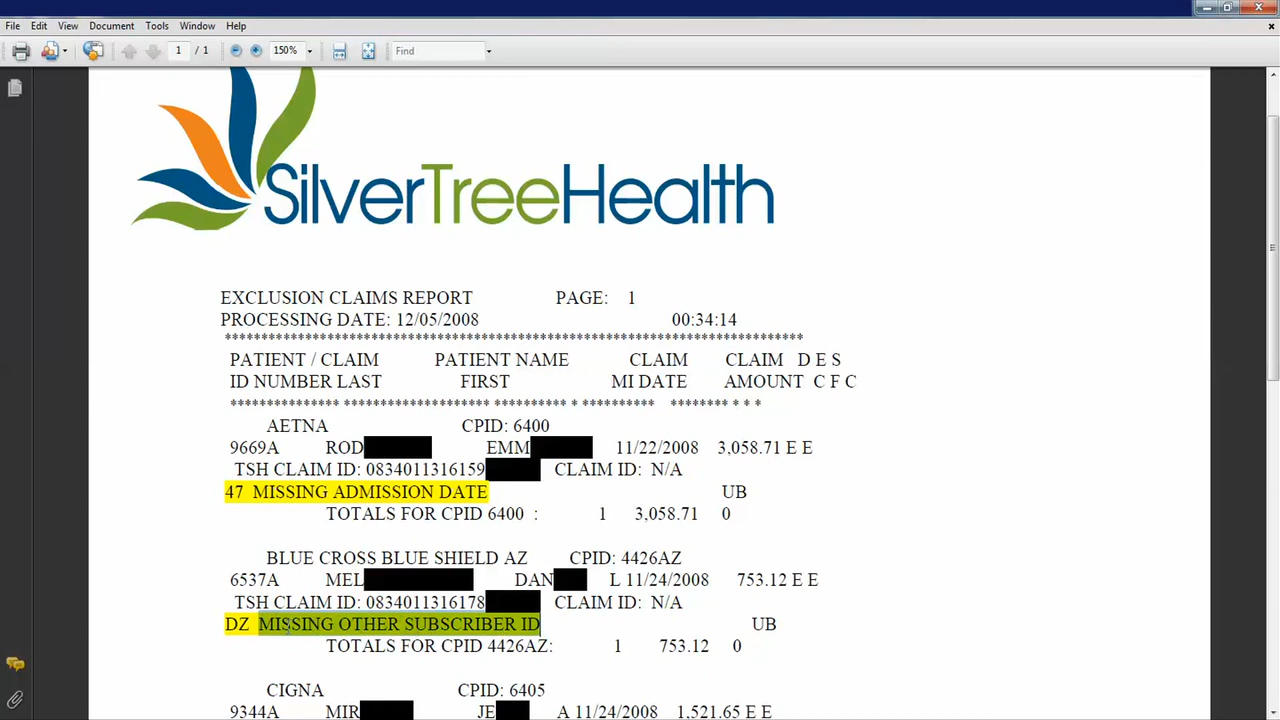 File Edit View Document Tools Window Help
1 / 1 150% Find
SilverTreeHealth
EXCLUSION CLAIMS REPORT PAGE: 1
PROCESSING DATE: 12/05/2008 00:34:14
******************************************************************************
PATIENT / CLAIM PATIENT NAME CLAIM CLAIM D E S
ID NUMBER LAST FIRST MI DATE AMOUNT C F C
************** ******************** ********** * ********** ******** * * *
AETNA CPID: 6400
9669A ROD EMM 11/22/2008 3,058.71 E E
TSH CLAIM ID: 0834011316159 CLAIM ID: N/A
47 MISSING ADMISSION DATE UB
TOTALS FOR CPID 6400 : 1 3,058.71 0
BLUE CROSS BLUE SHIELD AZ CPID: 4426AZ
6537A MEL DAN L 11/24/2008 753.12 E E
TSH CLAIM ID: 0834011316178 CLAIM ID: N/A
DZ MISSING OTHER SUBSCRIBER ID UB
TOTALS FOR CPID 4426AZ: 1 753.12 0
CIGNA CPID: 6405
9344A MIR JE A 11/24/2008 1,521.65 E E